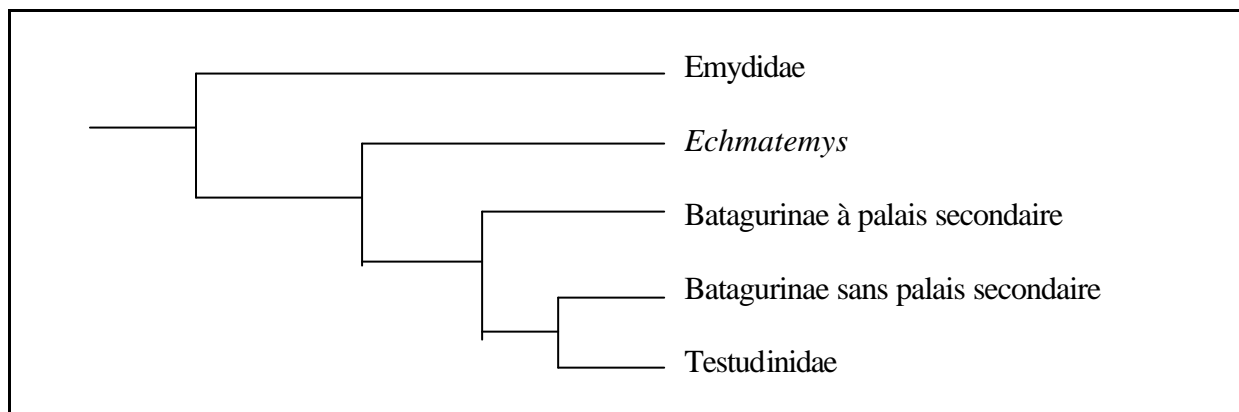 Emydidae
Echmatemys
Batagurinae à palais secondaire
Batagurinae sans palais secondaire
Testudinidae